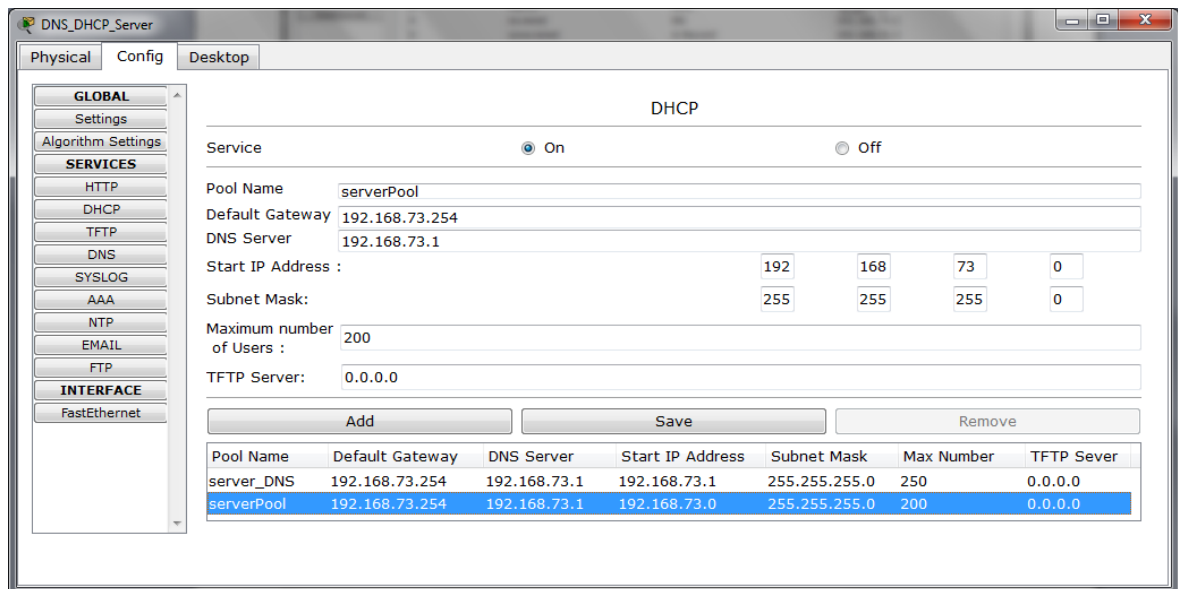 DNS_DHCP_Server
Physical Config Desktop
GLOBAL
Settings
Algorithm Settings
SERVICES
HTTP
DHCP
TFTP
DNS
SYSLOG
AAA
NTP
EMAIL
FTP
INTERFACE
FastEthernet
DHCP
Service On Off
Pool Name serverPool
Default Gateway 192.168.73.254
DNS Server 192.168.73.1
Start IP Address : 192 168 73 0
Subnet Mask: 255 255 255 0
Maximum number
of Users : 200
TFTP Server: 0.0.0.0
Add Save Remove
Pool Name Default Gateway DNS Server Start IP Address Subnet Mask Max Number TFTP Sever
server_DNS 192.168.73.254 192.168.73.1 192.168.73.1 255.255.255.0 250 0.0.0.0
serverPool 192.168.73.254 192.168.73.1 192.168.73.0 255.255.255.0 200 0.0.0.0